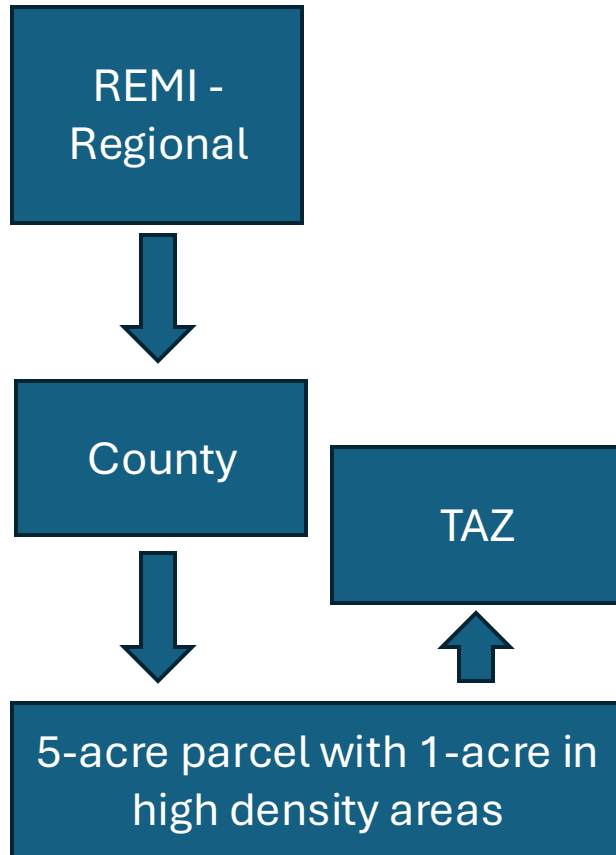 REMI -
Regional
County
TAZ
5-acre parcel with 1-acre in
high density areas